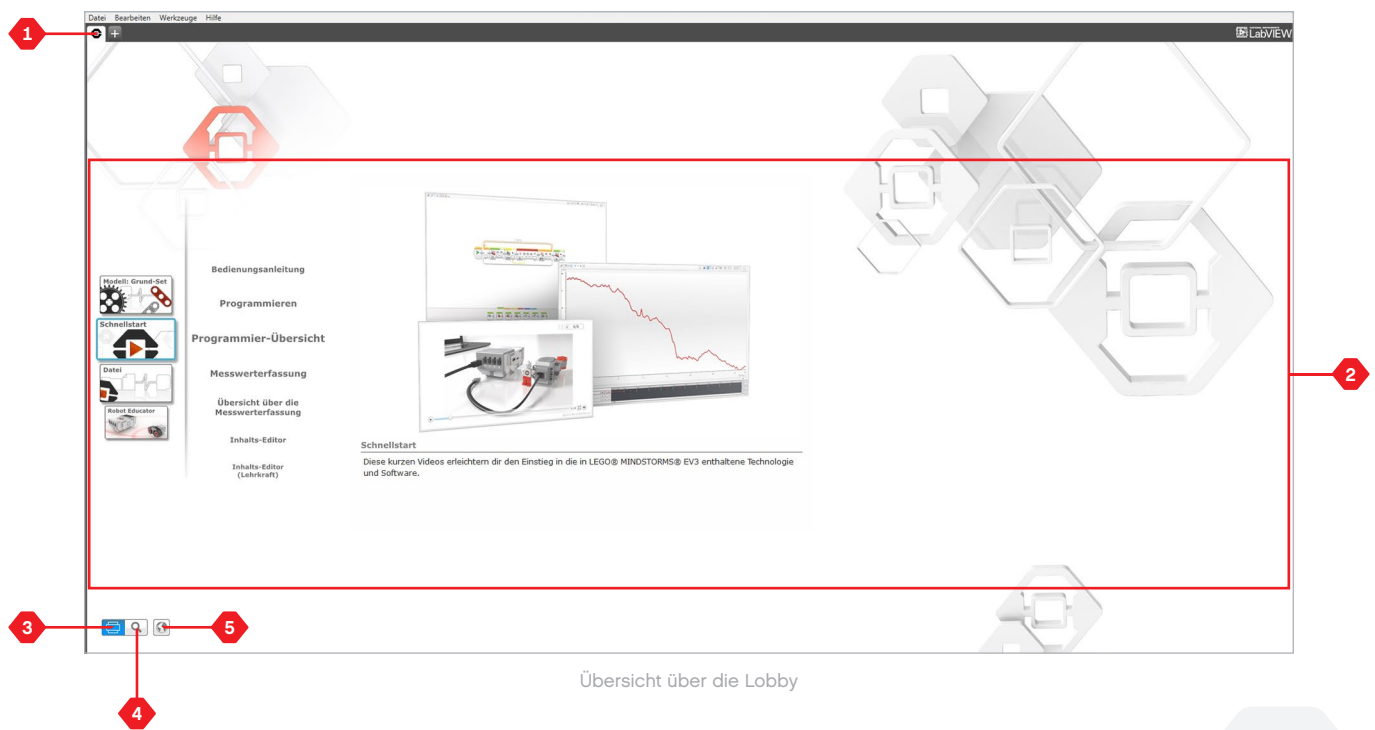 Datei Bearbeiten Werkzeuge Hilfe
1
LabVIEW
Modell: Grund-Set
Schnellstart
Datei
Robot Educator
Bedienungsanleitung
Programmieren
Programmier-Übersicht
Messwerterfassung
Übersicht über die
Messwerterfassung
Inhalts-Editor
Inhalts-Editor
(Lehrkraft)
Schnellstart
Diese kurzen Videos erleichtern dir den Einstieg in die in LEGO® MINDSTORMS® EV3 enthaltene Technologie
und Software.
2
3
5
4
Übersicht über die Lobby